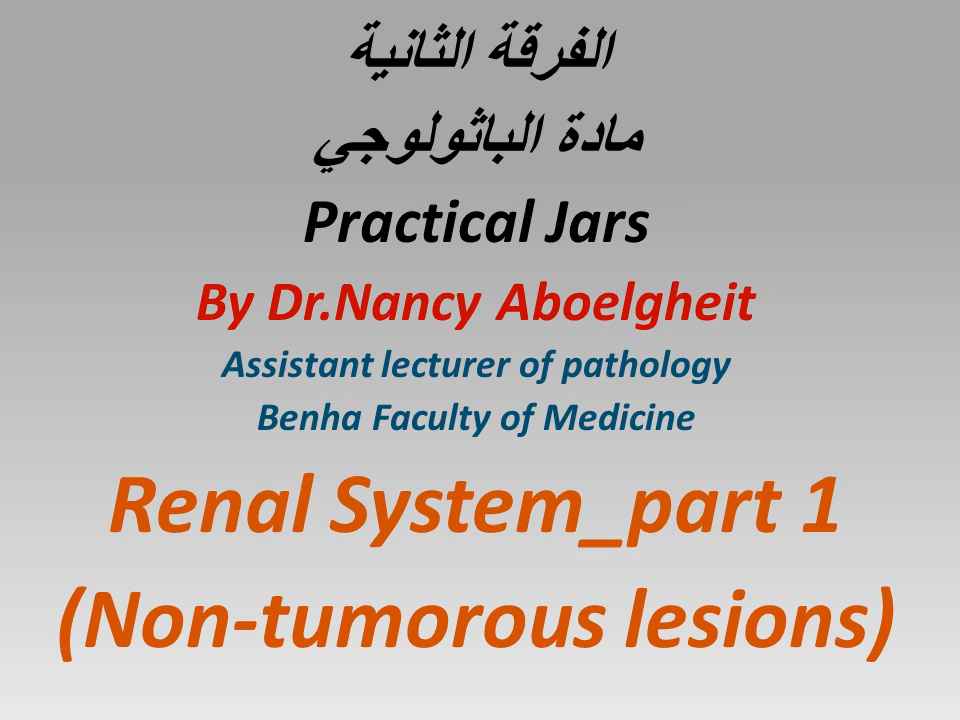 الفرقة الثانية
مادة الباثولوجي
Practical Jars
By Dr.Nancy Aboelgheit
Assistant lecturer of pathology
Benha Faculty of Medicine
Renal System_part 1
(Non-tumorous lesions)